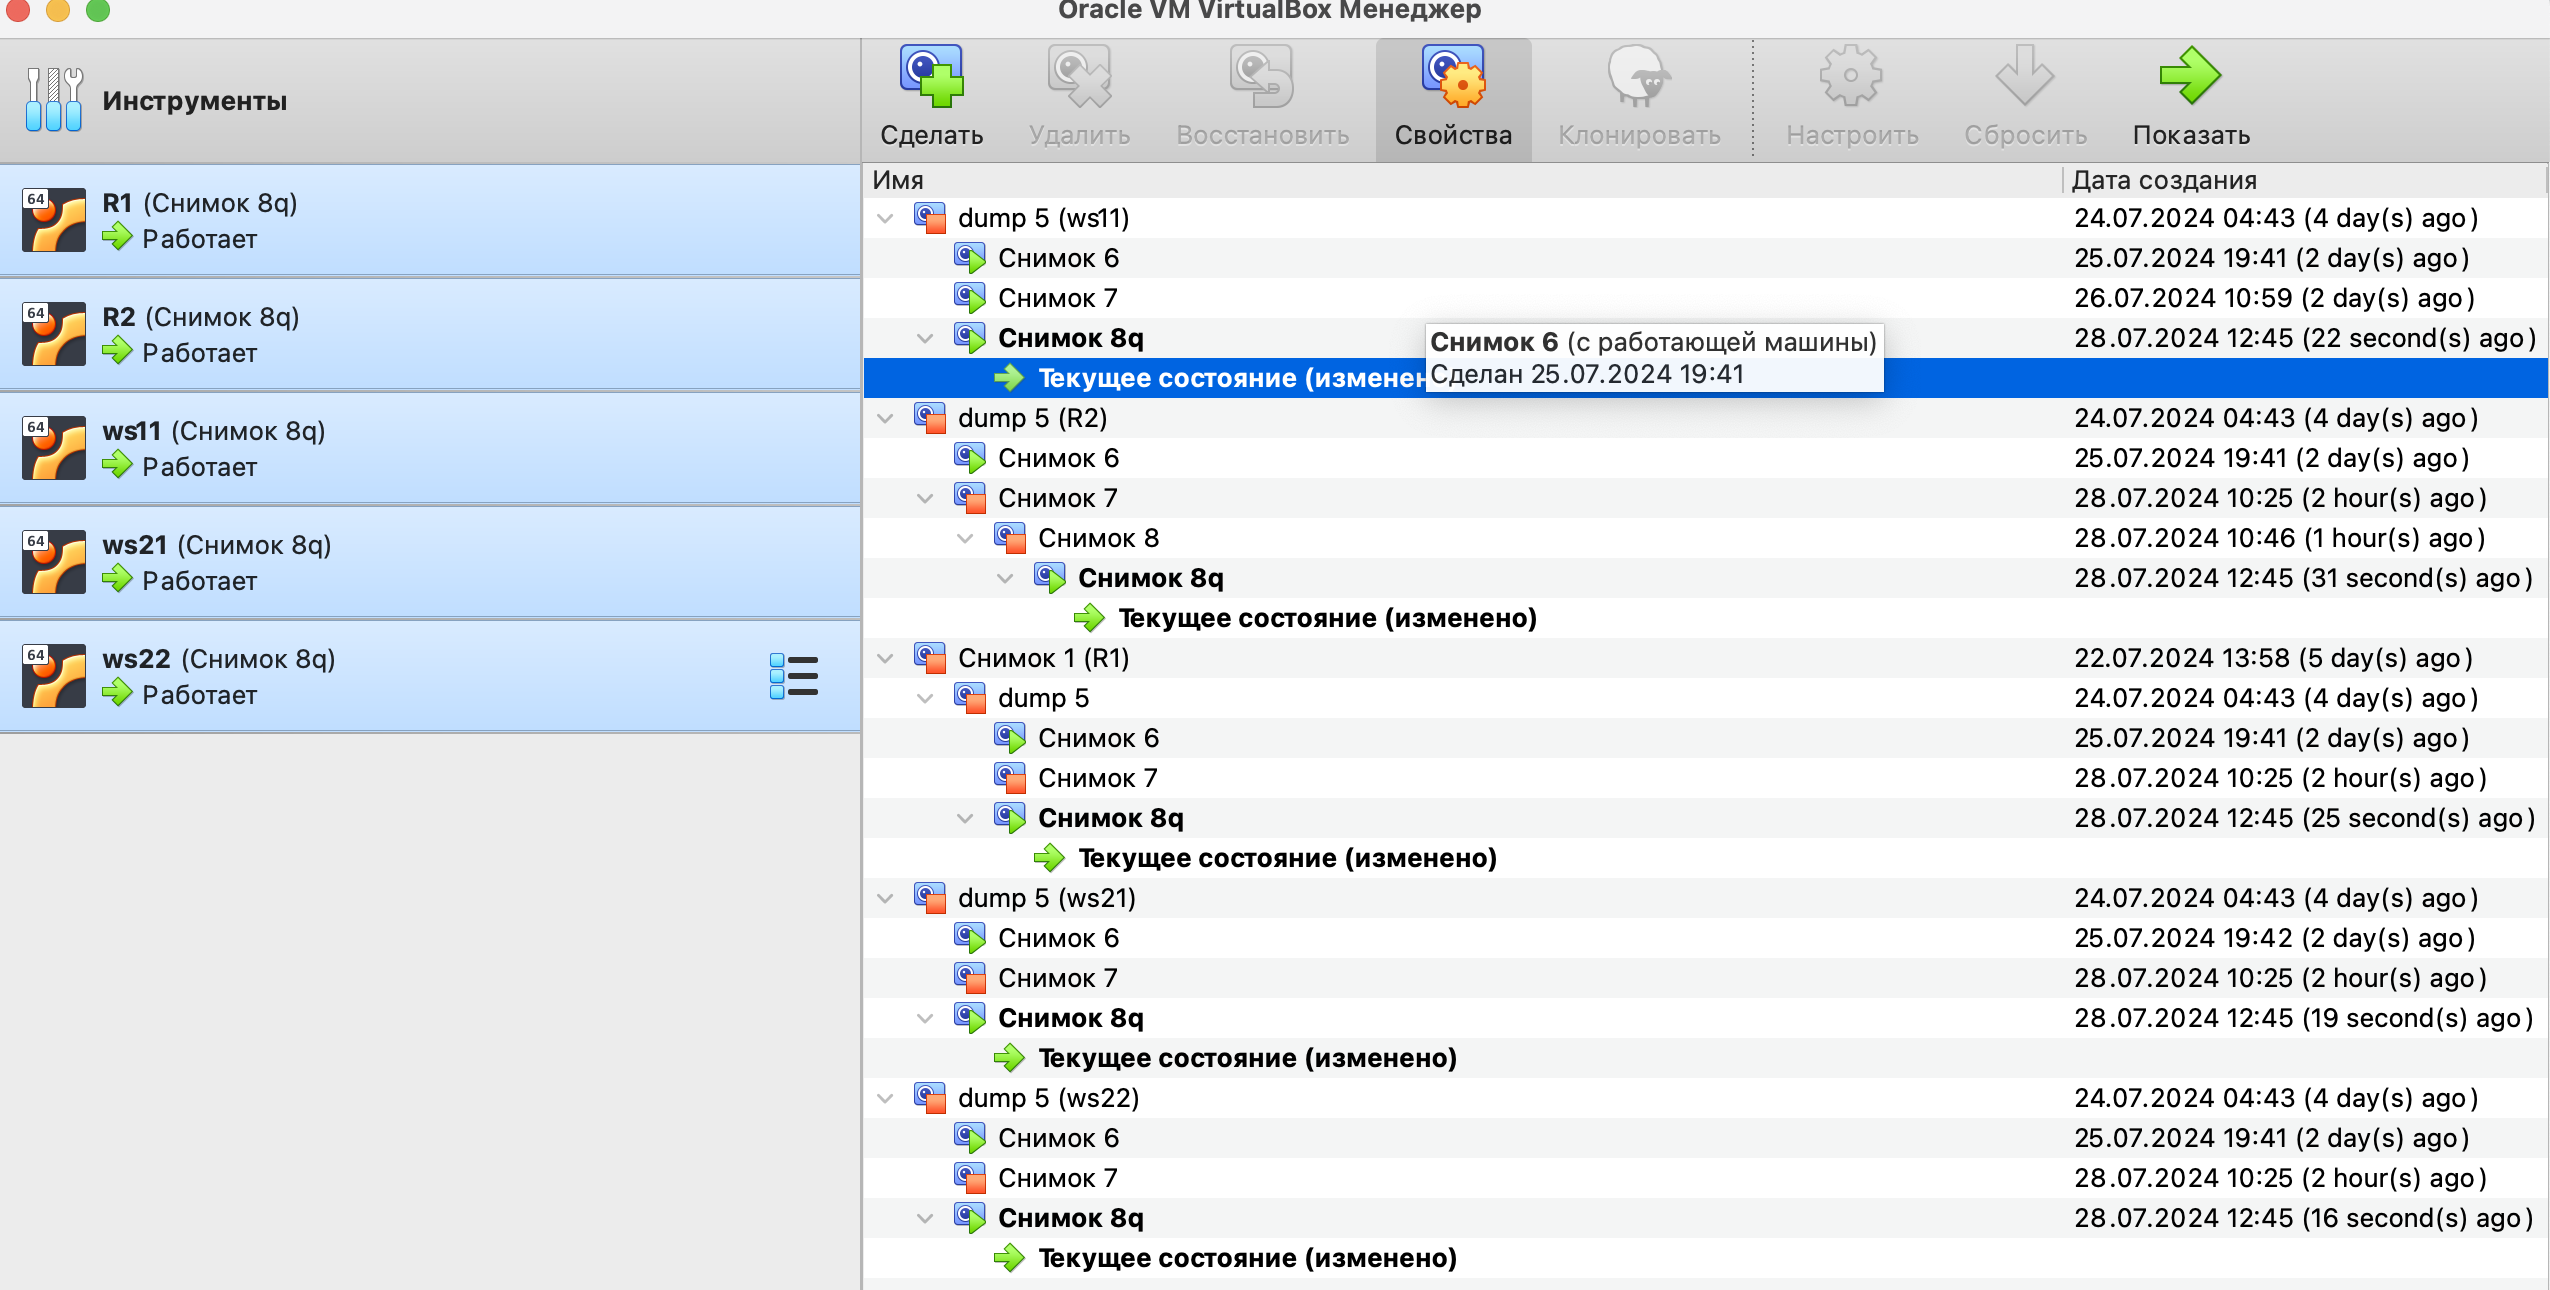 Oracle VM VirtualBox Менеджер
Инструменты
Сделать
Удалить
Восстановить
Свойства
Клонировать
Настроить
Сбросить
Показать
64
R1 (Снимок 8q)
Работает
64
R2 (Снимок 8q)
Работает
64
ws11 (Снимок 8q)
Работает
64
ws21 (Снимок 8q)
Работает
64
ws22 (Снимок 8q)
Работает
Имя Дата создания
dump 5 (ws11) 24.07.2024 04:43 (4 day(s) ago)
Снимок 6 25.07.2024 19:41 (2 day(s) ago)
Снимок 7 26.07.2024 10:59 (2 day(s) ago)
Снимок 8q 28.07.2024 12:45 (22 second(s) ago)
Снимок 6 (с работающей машины)
Сделан 25.07.2024 19:41
Текущее состояние (изменен
dump 5 (R2) 24.07.2024 04:43 (4 day(s) ago)
Снимок 6 25.07.2024 19:41 (2 day(s) ago)
Снимок 7 28.07.2024 10:25 (2 hour(s) ago)
Снимок 8 28.07.2024 10:46 (1 hour(s) ago)
Снимок 8q 28.07.2024 12:45 (31 second(s) ago)
Текущее состояние (изменено)
Снимок 1 (R1) 22.07.2024 13:58 (5 day(s) ago)
dump 5 24.07.2024 04:43 (4 day(s) ago)
Снимок 6 25.07.2024 19:41 (2 day(s) ago)
Снимок 7 28.07.2024 10:25 (2 hour(s) ago)
Снимок 8q 28.07.2024 12:45 (25 second(s) ago)
Текущее состояние (изменено)
dump 5 (ws21) 24.07.2024 04:43 (4 day(s) ago)
Снимок 6 25.07.2024 19:42 (2 day(s) ago)
Снимок 7 28.07.2024 10:25 (2 hour(s) ago)
Снимок 8q 28.07.2024 12:45 (19 second(s) ago)
Текущее состояние (изменено)
dump 5 (ws22) 24.07.2024 04:43 (4 day(s) ago)
Снимок 6 25.07.2024 19:41 (2 day(s) ago)
Снимок 7 28.07.2024 10:25 (2 hour(s) ago)
Снимок 8q 28.07.2024 12:45 (16 second(s) ago)
Текущее состояние (изменено)